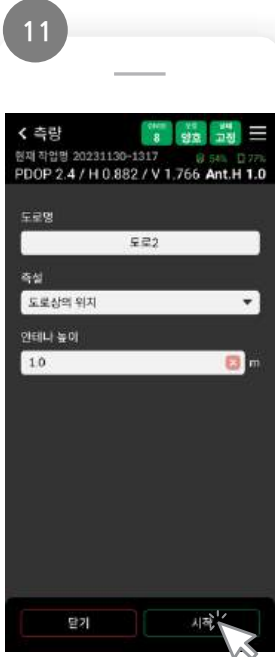 11
측량
8 양호 고정
현재 작업명 20231130-1317 54% 77%
PDOP 2.4 / H 0.882 / V 1.766 Ant.H 1.0
도로명
도로2
측설
도로상의 위치
안테나 높이
1.0 m
닫기 시작